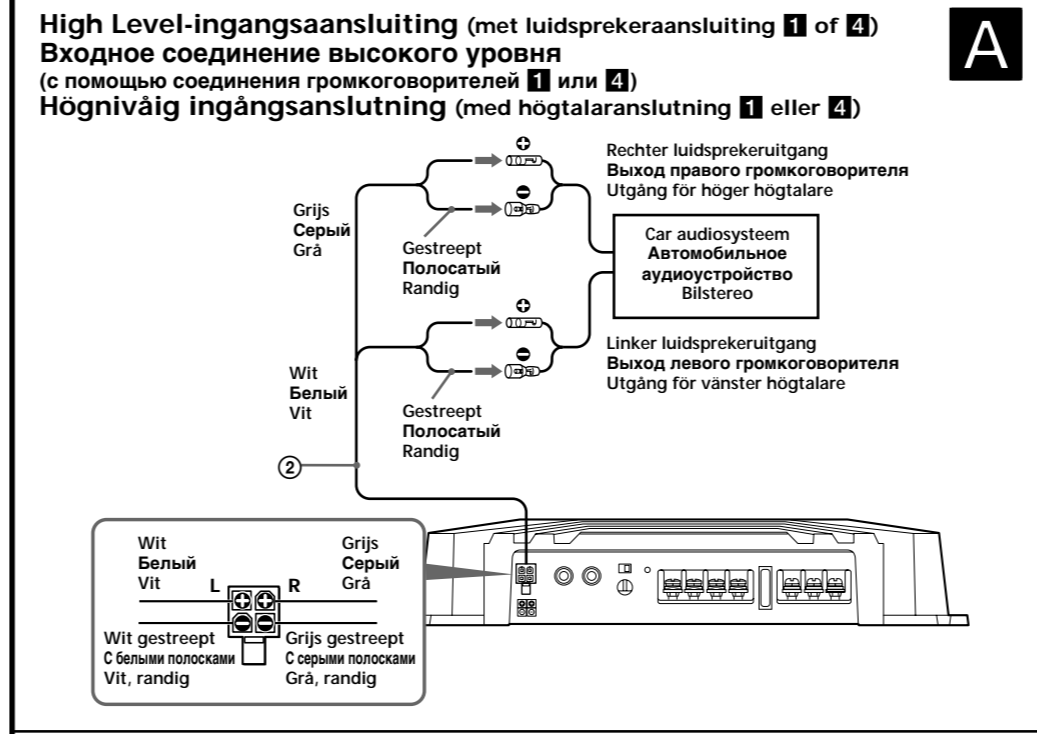 High Level-ingangsaansluiting (met luidsprekeraansluiting 1 of 4)
Входное соединение высокого уровня
(с помощью соединения громкоговорителей 1 или 4)
Högnivåig ingångsanslutning (med högtalaranslutning 1 eller 4)
A
Rechter luidsprekeruitgang
Выход правого громкоговорителя
Utgång för höger högtalare
Grijs
Серый
Grå
Gestreept
Полосатый
Randig
Car audiosysteem
Автомобильное
аудиоустройство
Bilstereo
Linker luidsprekeruitgang
Выход левого громкоговорителя
Utgång för vänster högtalare
Wit
Белый
Vit
Gestreept
Полосатый
Randig
②
Wit
Белый
Vit
Grijs
Серый
Grå
L
R
Wit gestreept
С белыми полосками
Vit, randig
Grijs gestreept
С серыми полосками
Grå, randig